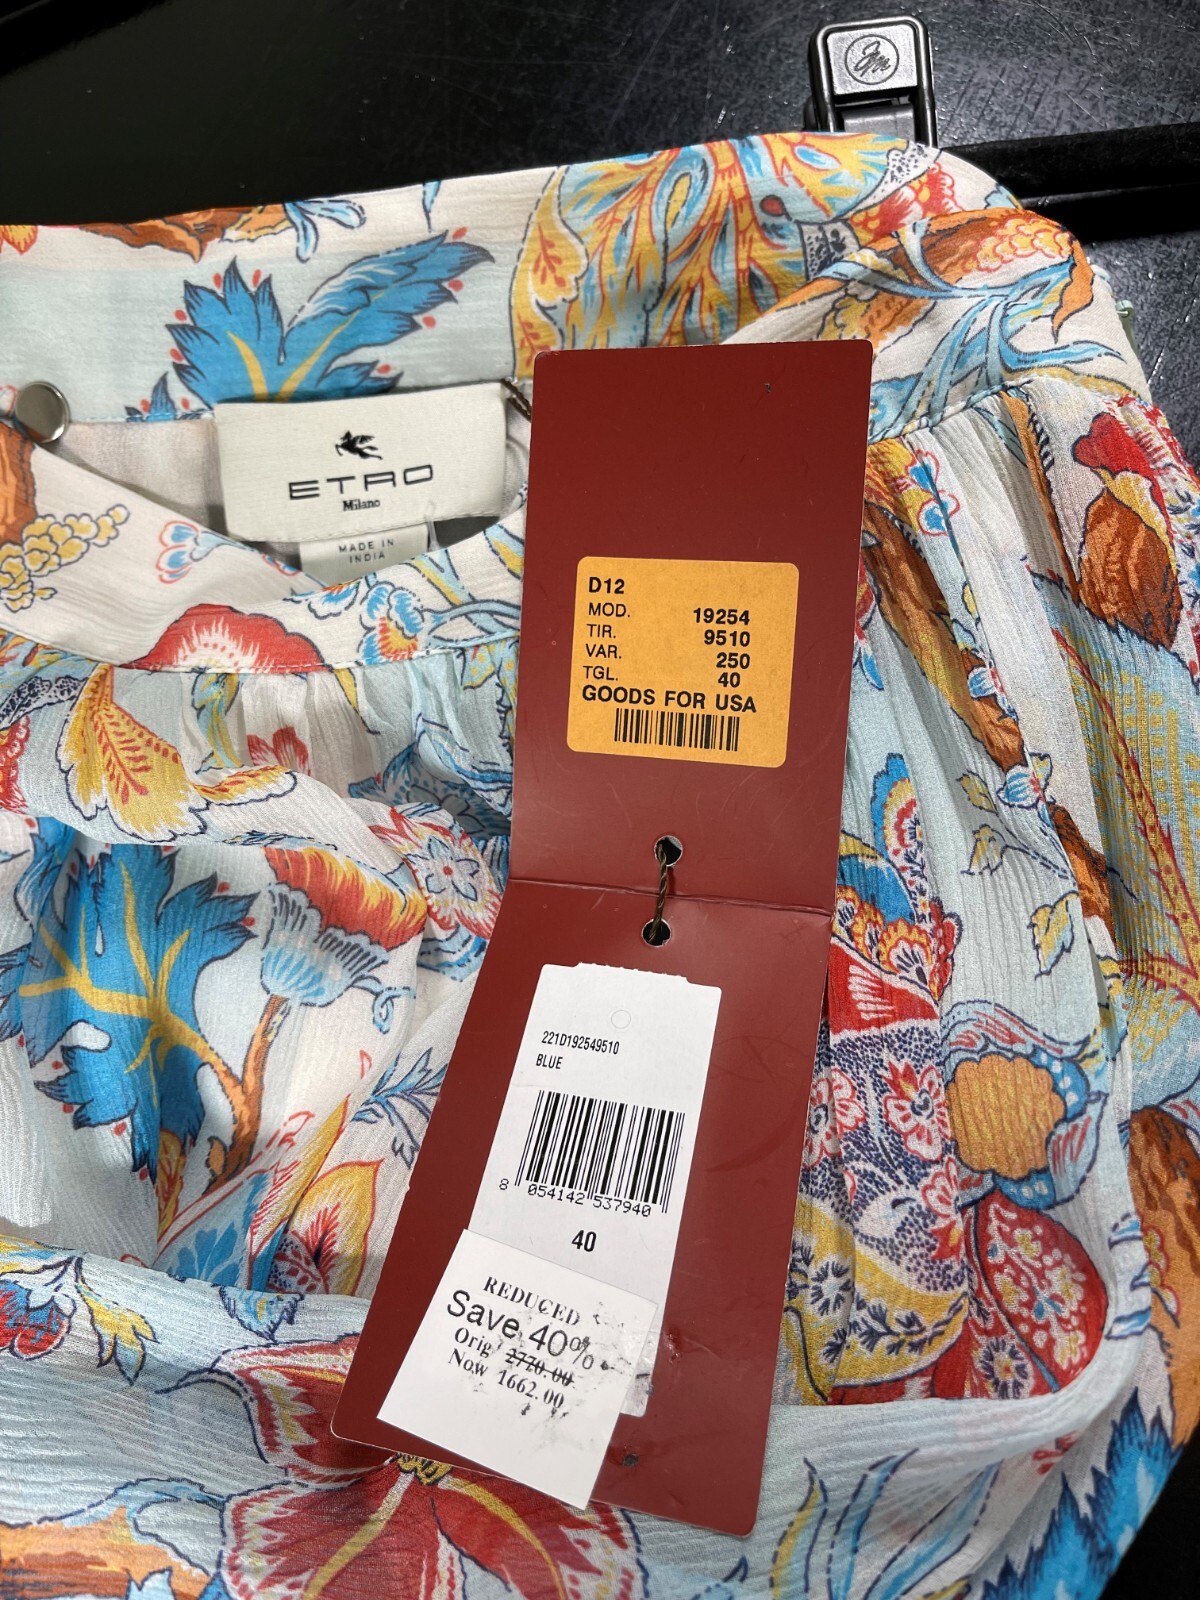 ETRO
Milano
MADE IN
INDIA
D12
MOD. 19254
TIR. 9510
VAR. 250
TGL. 40
GOODS FOR USA
221D192549510
BLUE
8 054142 537940
40
REDUCED
Save 40%
Orig 2770.00
Now 1662.00